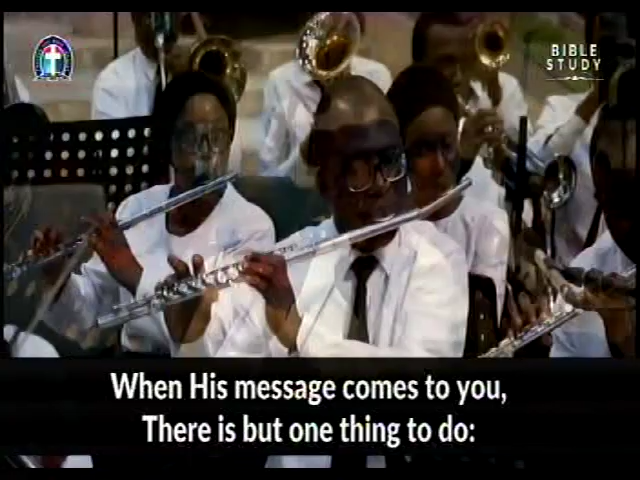 BIBLE
STUDY
When His message comes to you,
There is but one thing to do: